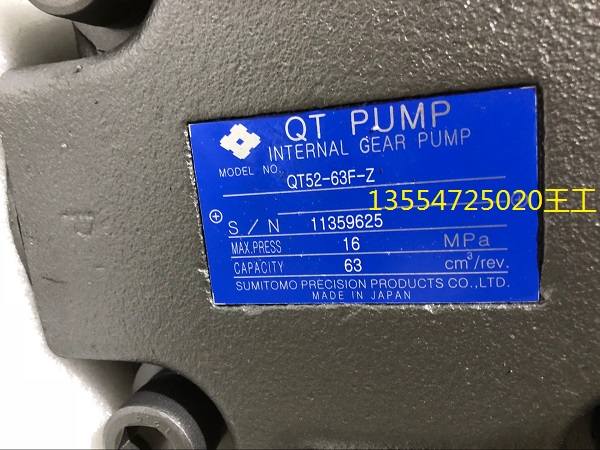 QT PUMP
INTERNAL GEAR PUMP
MODEL NO. QT52-63F-Z
13554725020王工
S/N 11359625
MAX.PRESS 16 MPa
CAPACITY 63 cm³/rev.
SUMITOMO PRECISION PRODUCTS CO., LTD.
MADE IN JAPAN